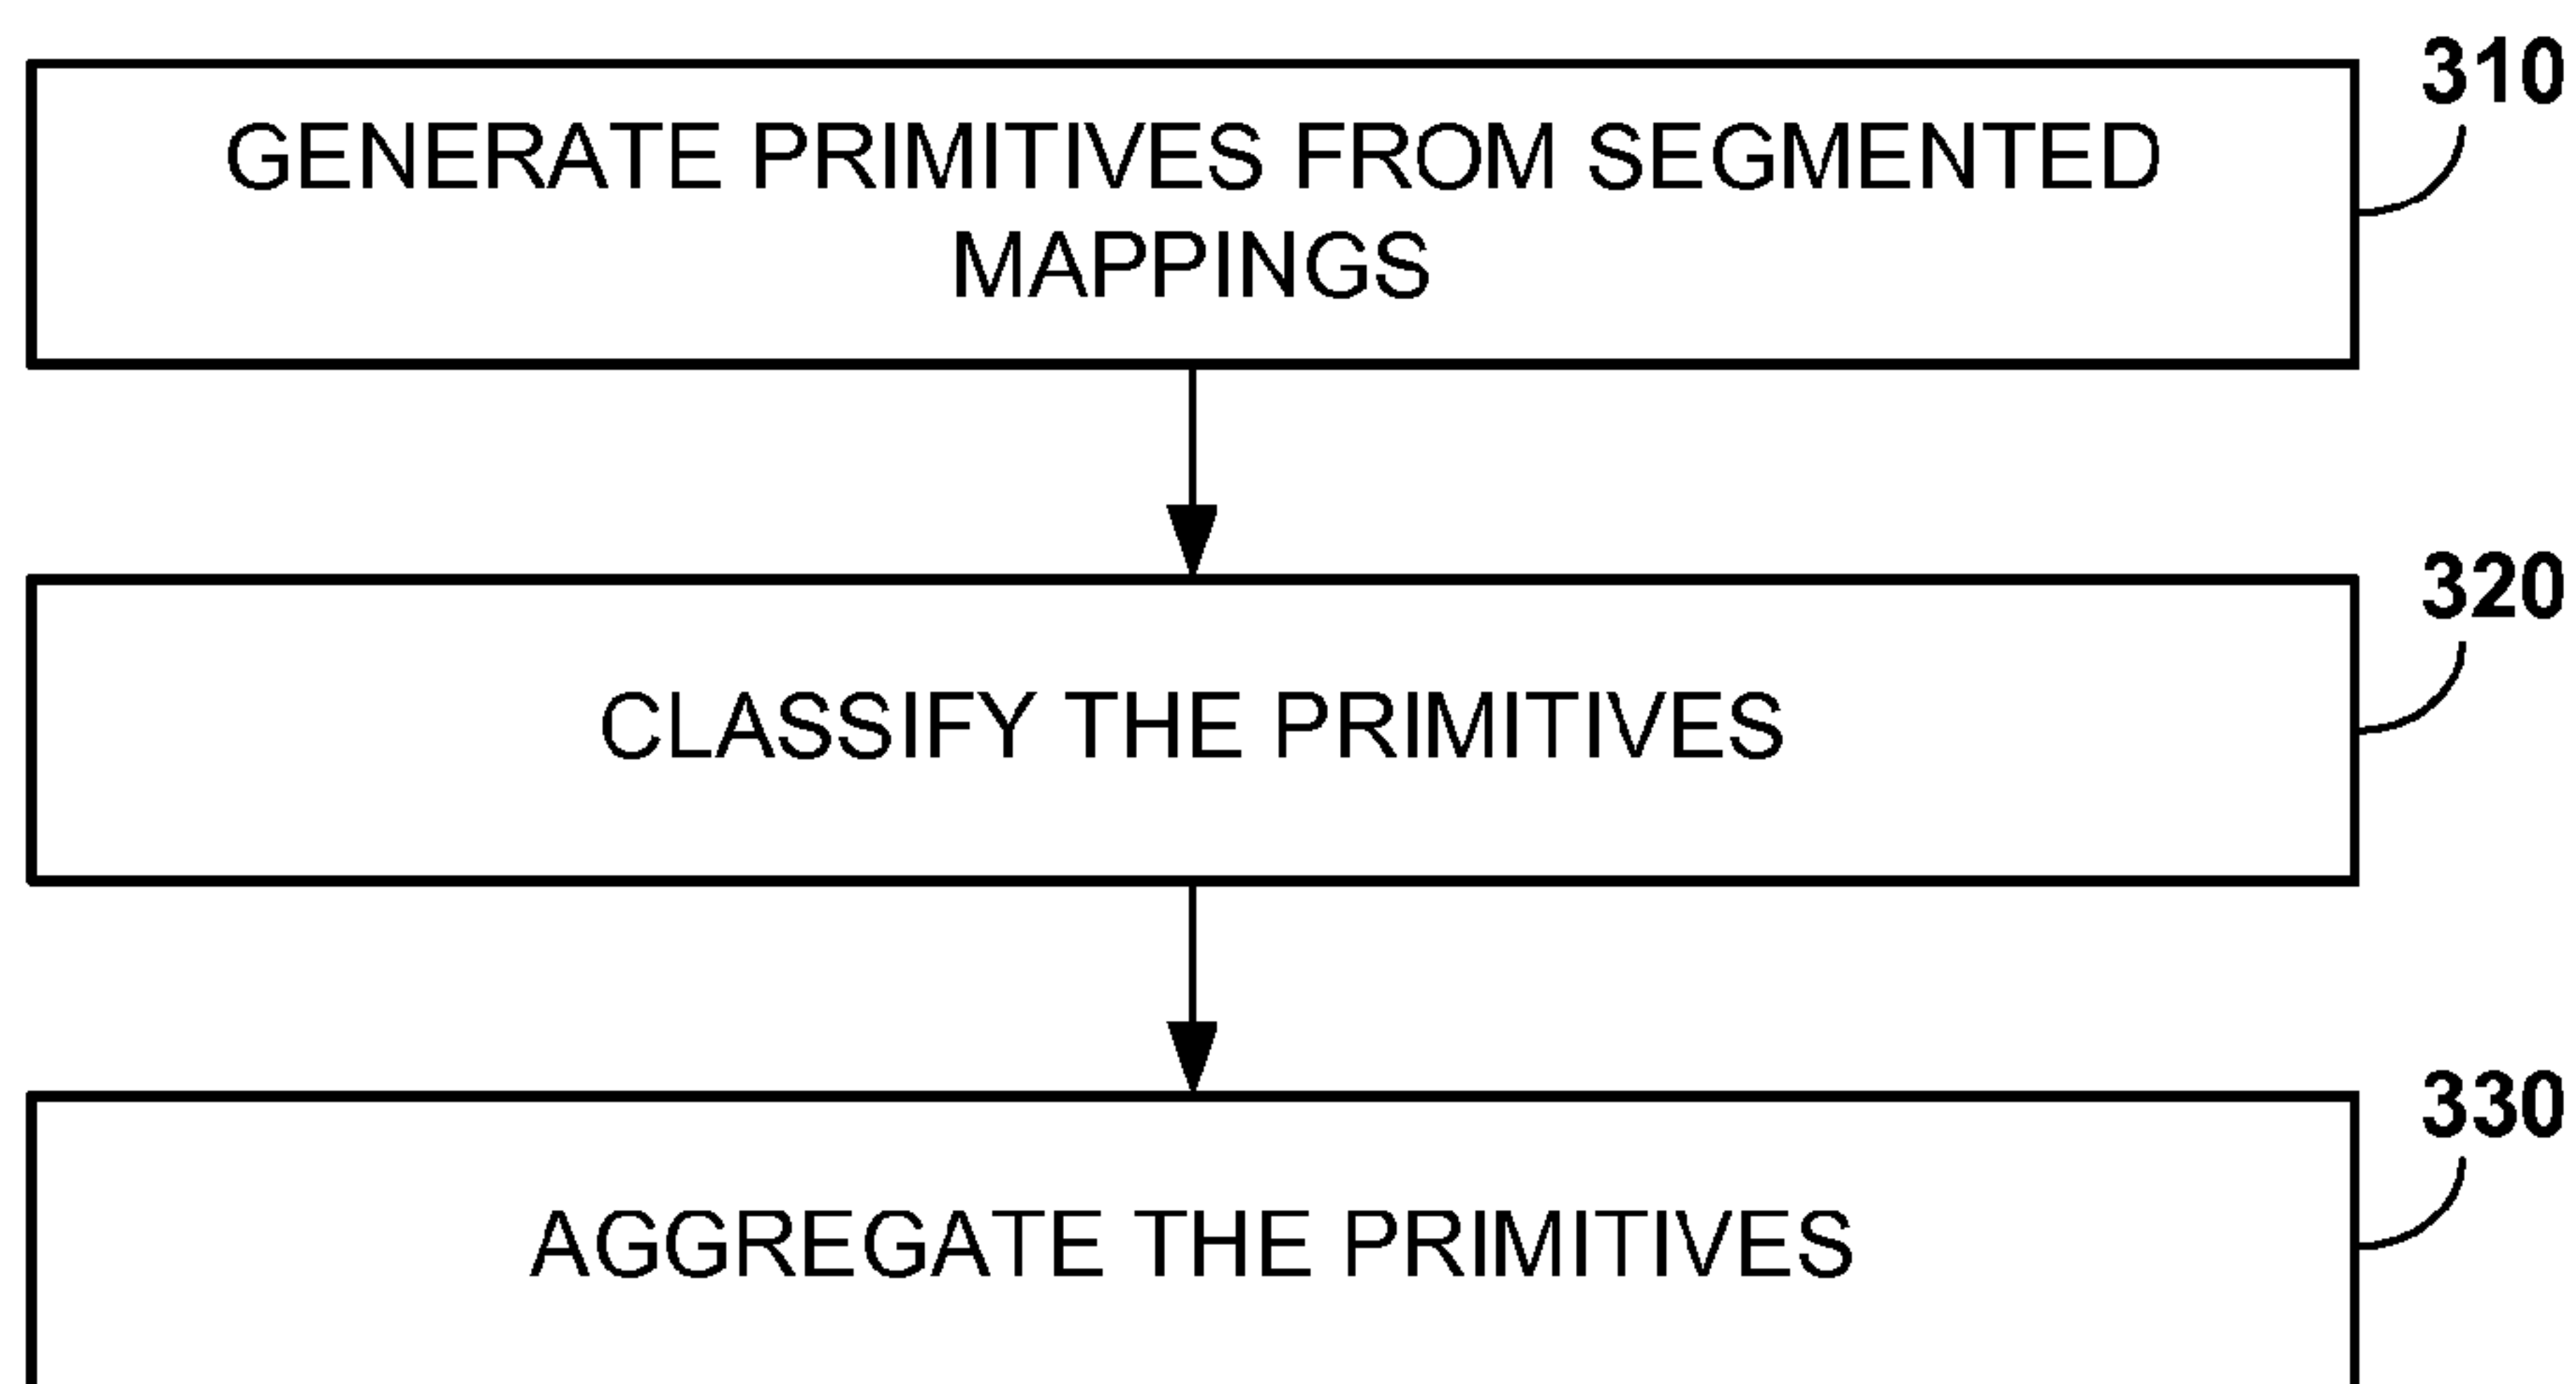 310
GENERATE PRIMITIVES FROM SEGMENTED
MAPPINGS
320
CLASSIFY THE PRIMITIVES
330
AGGREGATE THE PRIMITIVES